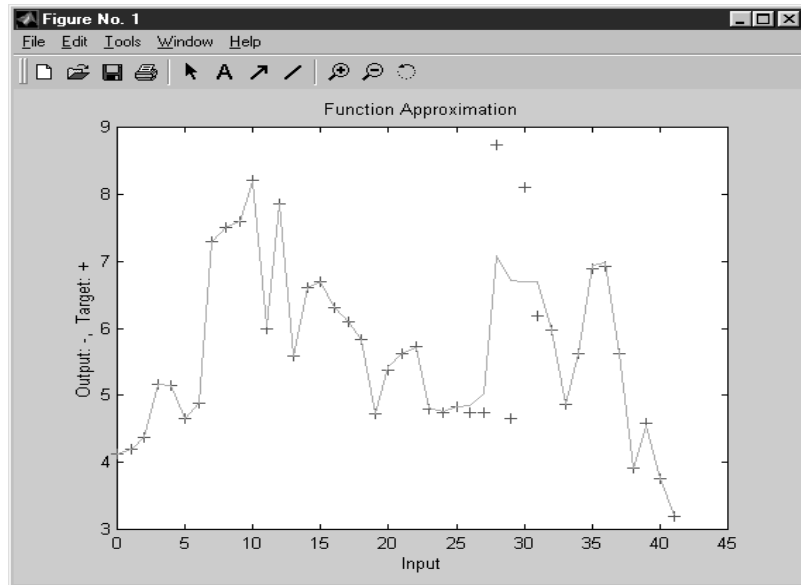 Figure No. 1
File Edit Tools Window Help
A
Function Approximation
Output: -, Target: +
9
8
7
6
5
4
3
0 5 10 15 20 25 30 35 40 45
Input